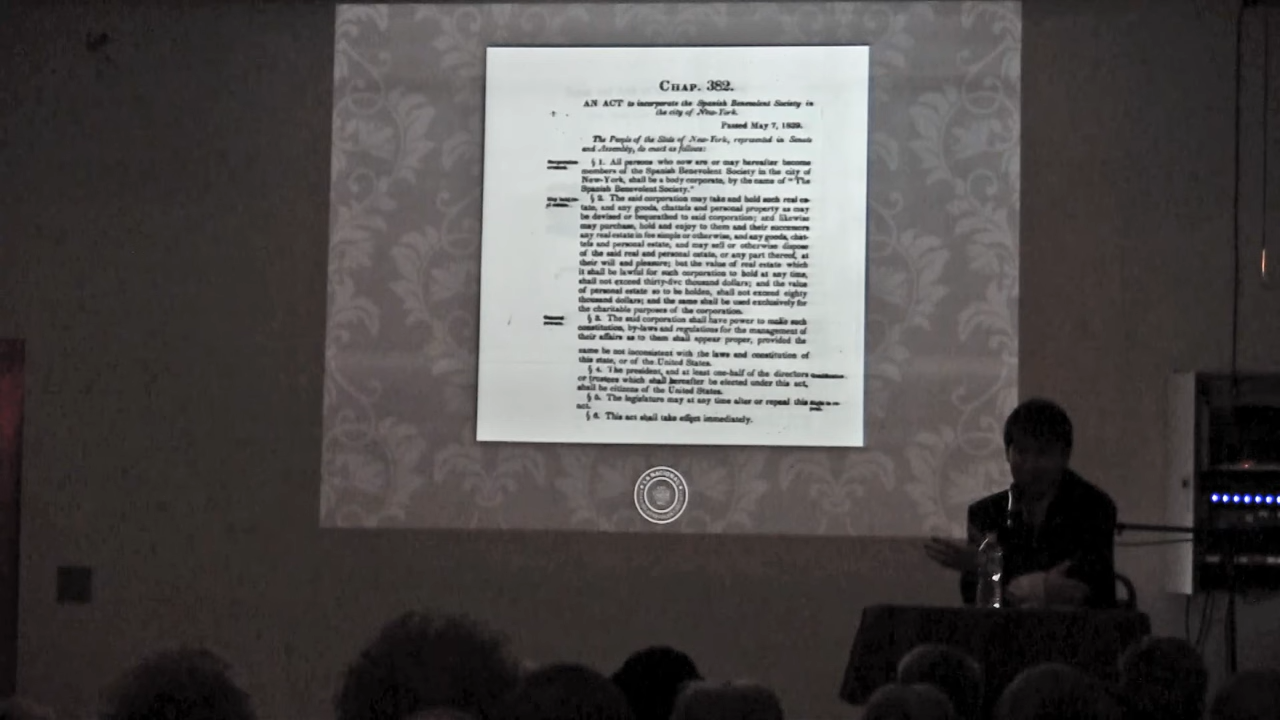 CHAP. 382.
AN ACT to incorporate the Spanish Benevolent Society in
the city of New-York.
Passed May 7, 1839.
The People of the State of New-York, represented in Senate
and Assembly, do enact as follows:
§ 1. All persons who now are or may hereafter become
members of the Spanish Benevolent Society in the city of
New-York, shall be a body corporate, by the name of "The
Spanish Benevolent Society."
§ 2. The said corporation may take and hold such real es-
tate, and any goods, chattels and personal property as may
be devised or bequeathed to said corporation; and likewise
may purchase, hold and enjoy to them and their successors
any real estate in fee simple or otherwise, and any goods, chat-
tels and personal estate, and may sell or otherwise dispose
of the said real and personal estate, or any part thereof, at
their will and pleasure; but the value of real estate which
it shall be lawful for such corporation to hold at any time,
shall not exceed thirty-five thousand dollars; and the value
of personal estate so to be holden, shall not exceed eighty
thousand dollars; and the same shall be used exclusively for
the charitable purposes of the corporation.
§ 3. The said corporation shall have power to make such
constitution, by-laws and regulations for the management of
their affairs as to them shall appear proper, provided the
same be not inconsistent with the laws and constitution of
this state, or of the United States.
§ 4. The president, and at least one-half of the directors
or trustees which shall hereafter be elected under this act,
shall be citizens of the United States.
§ 5. The legislature may at any time alter or repeal this
act.
§ 6. This act shall take effect immediately.
LA NACIONAL